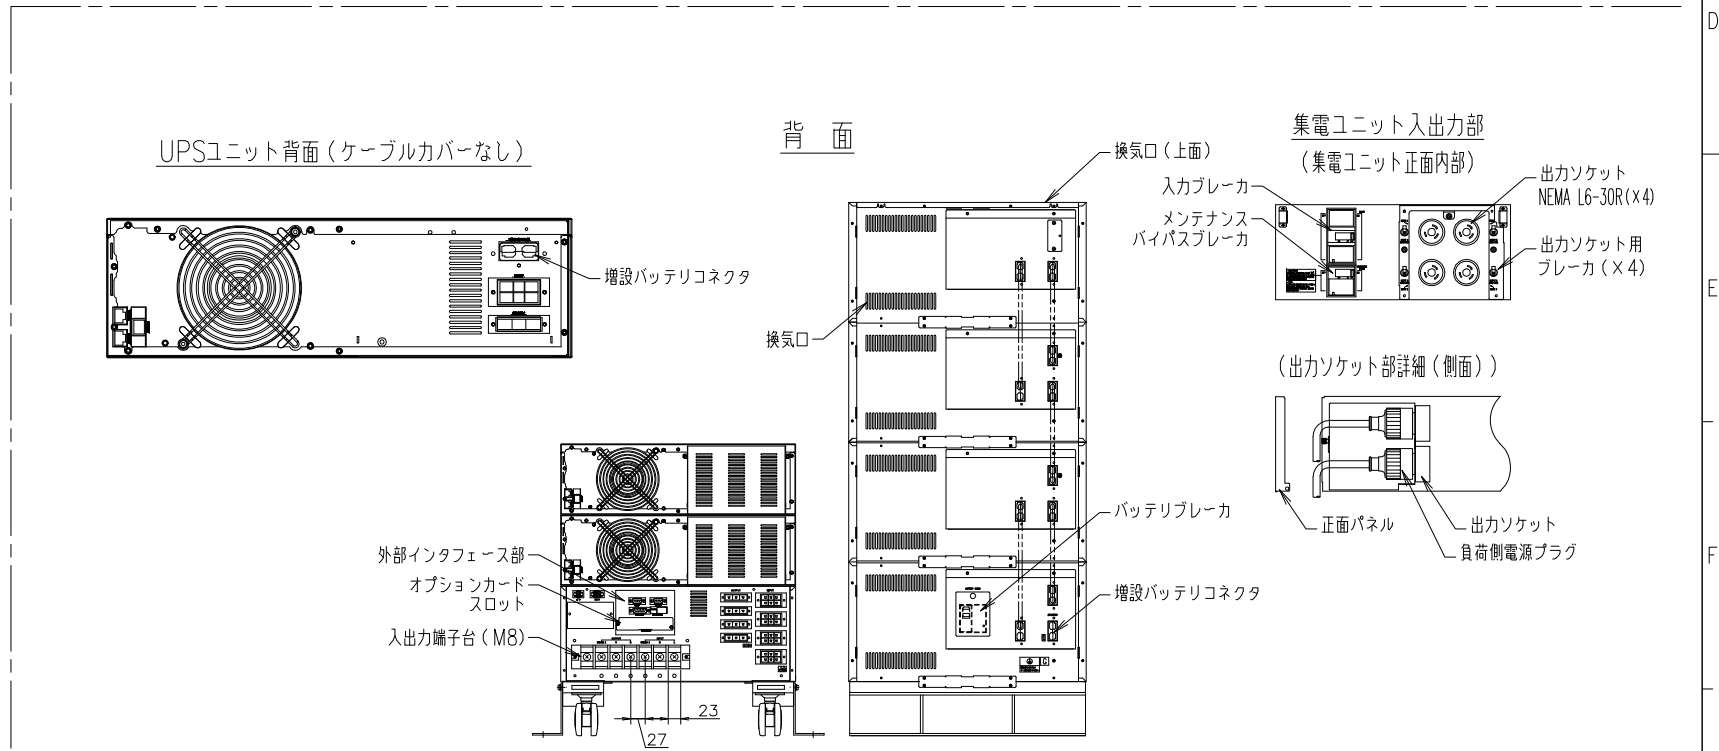 D
背 面
集電ユニット入出力部
(集電ユニット正面内部)
UPSユニット背面(ケーブルカバーなし)
換気口(上面)
入力ブレーカ
メンテナンス
バイパスブレーカ
出力ソケット
NEMA L6-30R(×4)
出力ソケット用
ブレーカ(×4)
増設バッテリコネクタ
E
換気口
(出力ソケット部詳細(側面))
バッテリブレーカ
正面パネル
出力ソケット
負荷側電源プラグ
外部インタフェース部
オプションカード
スロット
F
増設バッテリコネクタ
入出力端子台(M8)
23
27